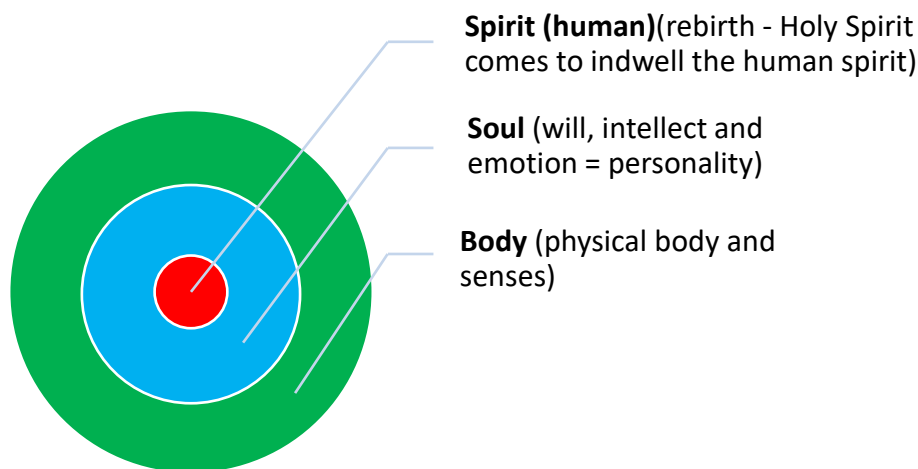 Spirit (human)(rebirth - Holy Spirit
comes to indwell the human spirit)
Soul (will, intellect and
emotion = personality)
Body (physical body and
senses)